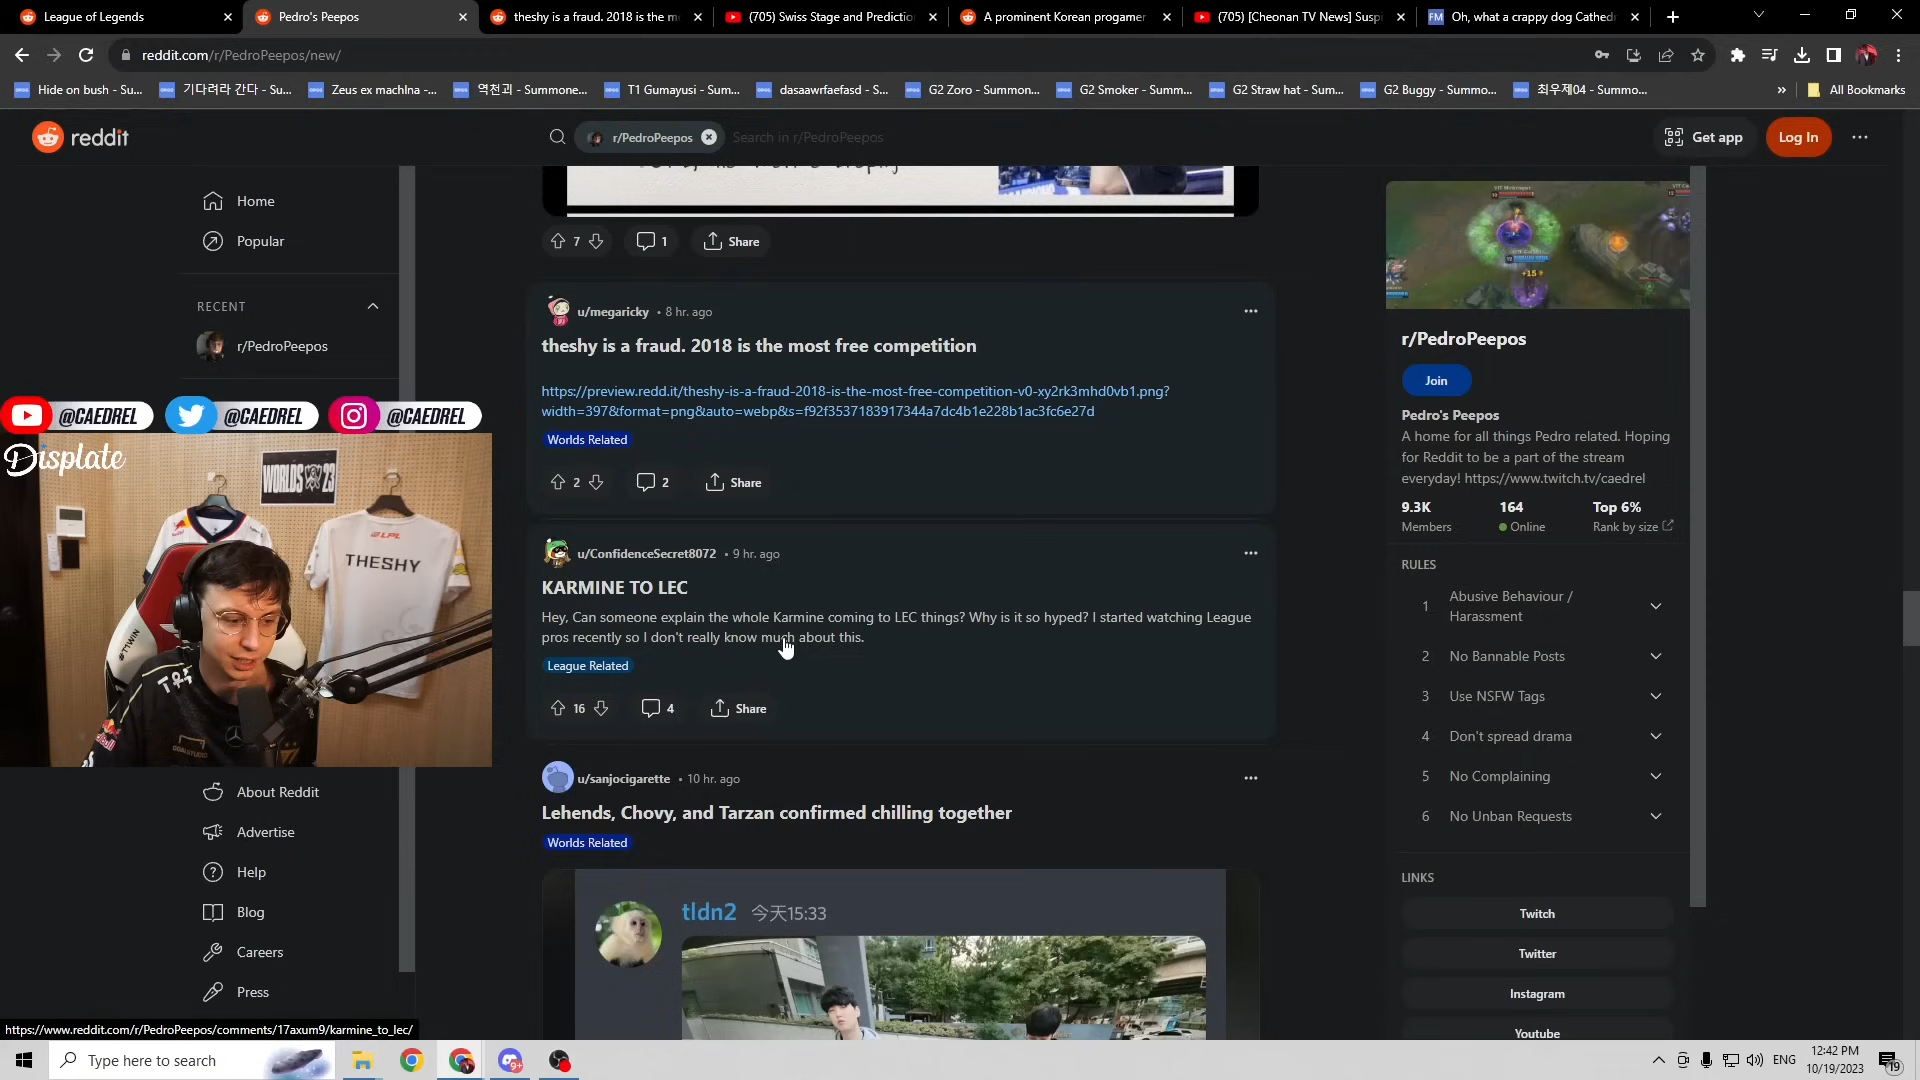 League of Legends
Pedro's Peepos
theshy is a fraud. 2018 is the m
(705) Swiss Stage and Predictio
A prominent Korean progamer
(705) [Cheonan TV News] Susp
FM Oh, what a crappy dog Cathed
reddit.com/r/PedroPeepos/new/
Hide on bush - Su...
기다려라 간다 - Su...
Zeus ex machlna -...
역천괴 - Summone...
T1 Gumayusi - Sum...
dasaawrfaefasd - S...
G2 Zoro - Summon...
G2 Smoker - Summ...
G2 Straw hat - Sum...
G2 Buggy - Summo...
최우제04 - Summo...
»
All Bookmarks
reddit
r/PedroPeepos
Search in r/PedroPeepos
Get app
Log In
Home
Popular
RECENT
r/PedroPeepos
@CAEDREL
@CAEDREL
@CAEDREL
Displate
WORLDS 23
LPL
THESHY
#T1WIN
Red Bull
GOALSTUDIO
T1
About Reddit
Advertise
Help
Blog
Careers
Press
7
1
Share
u/megaricky • 8 hr. ago
theshy is a fraud. 2018 is the most free competition
https://preview.redd.it/theshy-is-a-fraud-2018-is-the-most-free-competition-v0-xy2rk3mhd0vb1.png?
width=397&format=png&auto=webp&s=f92f3537183917344a7dc4b1e228b1ac3fc6e27d
Worlds Related
2
2
Share
u/ConfidenceSecret8072 • 9 hr. ago
KARMINE TO LEC
Hey, Can someone explain the whole Karmine coming to LEC things? Why is it so hyped? I started watching League
pros recently so I don't really know much about this.
League Related
16
4
Share
u/sanjocigarette • 10 hr. ago
Lehends, Chovy, and Tarzan confirmed chilling together
Worlds Related
tldn2 今天15:33
+15
r/PedroPeepos
Join
Pedro's Peepos
A home for all things Pedro related. Hoping
for Reddit to be a part of the stream
everyday! https://www.twitch.tv/caedrel
9.3K 164 Top 6%
Members Online Rank by size
RULES
1 Abusive Behaviour /
Harassment
2 No Bannable Posts
3 Use NSFW Tags
4 Don't spread drama
5 No Complaining
6 No Unban Requests
LINKS
Twitch
Twitter
Instagram
Youtube
https://www.reddit.com/r/PedroPeepos/comments/17axum9/karmine_to_lec/
Type here to search
9+
ENG
12:42 PM
10/19/2023
19